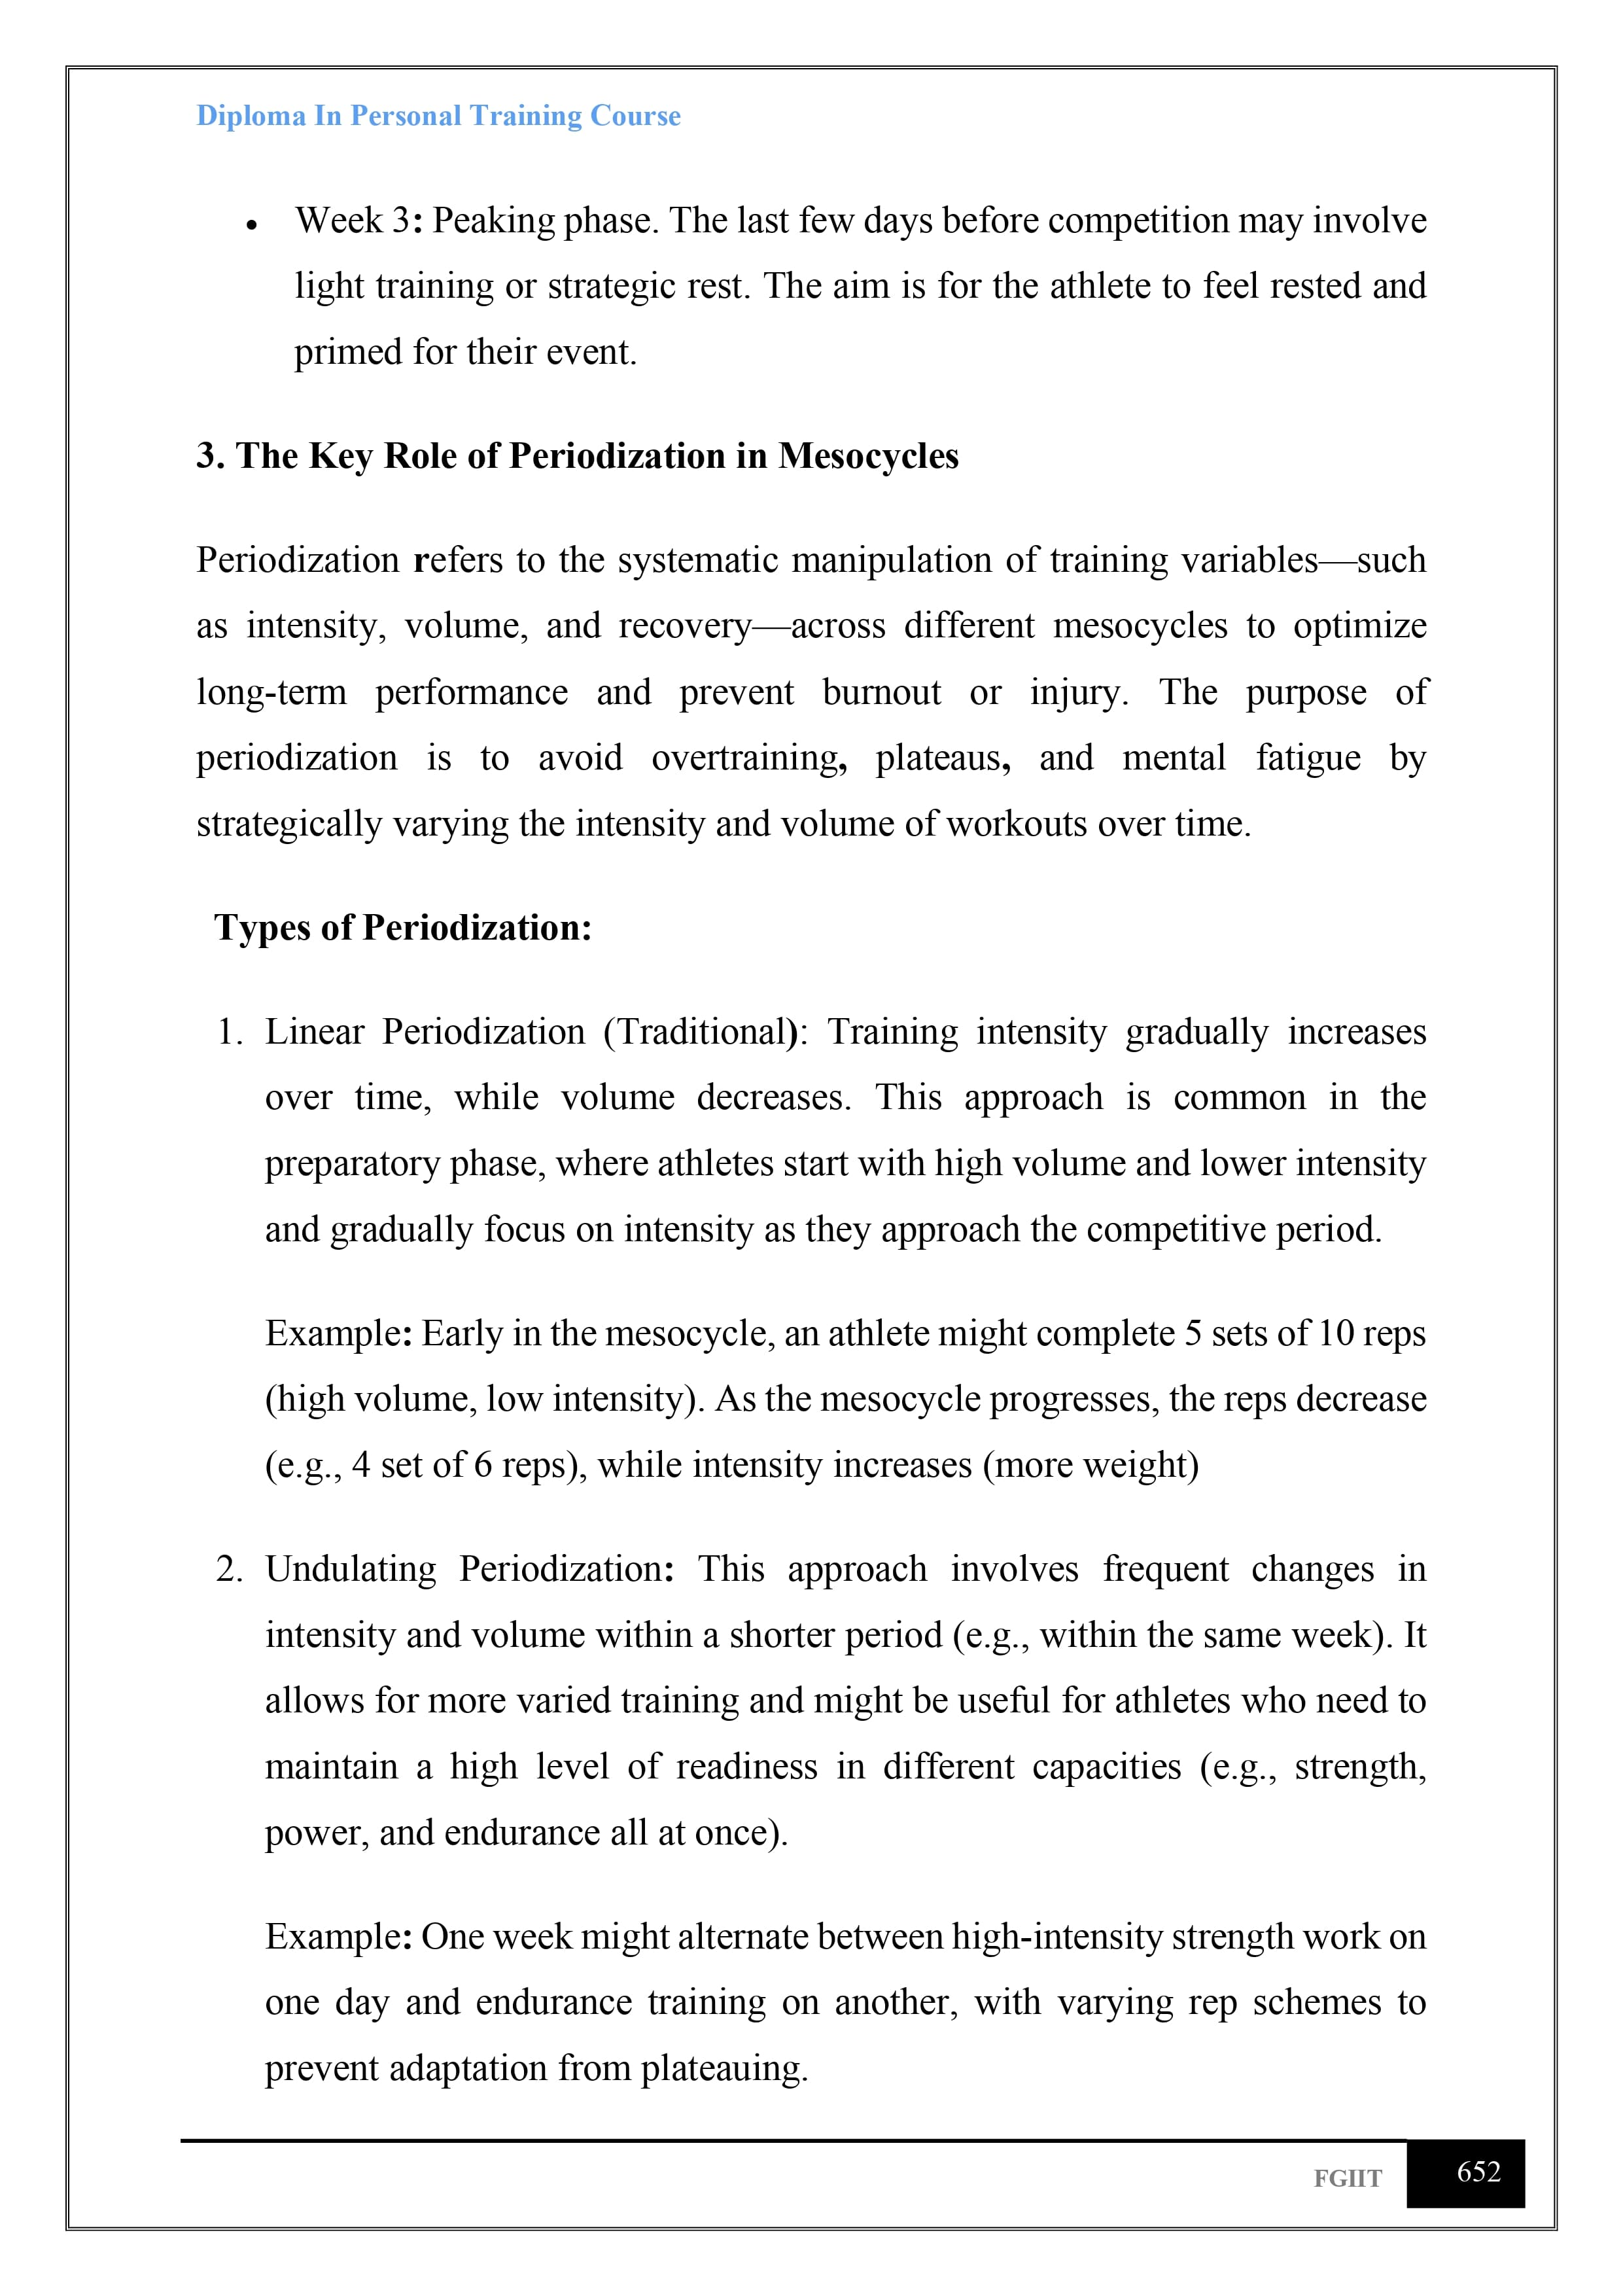 Diploma In Personal Training Course
• Week 3: Peaking phase. The last few days before competition may involve
light training or strategic rest. The aim is for the athlete to feel rested and
primed for their event.
3. The Key Role of Periodization in Mesocycles
Periodization refers to the systematic manipulation of training variables—such
as intensity, volume, and recovery—across different mesocycles to optimize
long-term performance and prevent burnout or injury. The purpose of
periodization is to avoid overtraining, plateaus, and mental fatigue by
strategically varying the intensity and volume of workouts over time.
Types of Periodization:
1. Linear Periodization (Traditional): Training intensity gradually increases
over time, while volume decreases. This approach is common in the
preparatory phase, where athletes start with high volume and lower intensity
and gradually focus on intensity as they approach the competitive period.
Example: Early in the mesocycle, an athlete might complete 5 sets of 10 reps
(high volume, low intensity). As the mesocycle progresses, the reps decrease
(e.g., 4 set of 6 reps), while intensity increases (more weight)
2. Undulating Periodization: This approach involves frequent changes in
intensity and volume within a shorter period (e.g., within the same week). It
allows for more varied training and might be useful for athletes who need to
maintain a high level of readiness in different capacities (e.g., strength,
power, and endurance all at once).
Example: One week might alternate between high-intensity strength work on
one day and endurance training on another, with varying rep schemes to
prevent adaptation from plateauing.
FGIIT
652